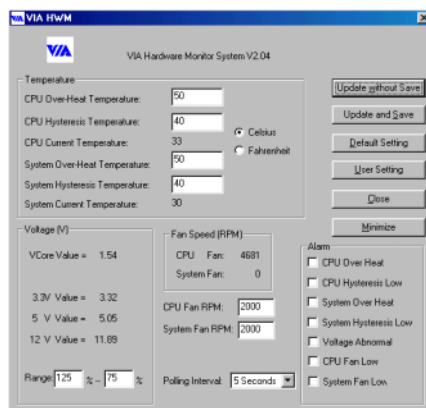 VIA HWM
VIA
VIA Hardware Monitor System V2.04
Temperature
CPU Over-Heat Temperature: 50
CPU Hysteresis Temperature: 40
CPU Current Temperature: 33
System Over-Heat Temperature: 50
System Hysteresis Temperature: 40
System Current Temperature: 30
Celsius
Fahrenheit
Update without Save
Update and Save
Default Setting
User Setting
Close
Minimize
Voltage (V)
VCore Value = 1.54
3.3V Value = 3.32
5 V Value = 5.05
12 V Value = 11.89
Range: 125 % - 75 %
Fan Speed (RPM)
CPU Fan: 4681
System Fan: 0
CPU Fan RPM: 2000
System Fan RPM: 2000
Polling Interval: 5 Seconds
Alarm
CPU Over Heat
CPU Hysteresis Low
System Over Heat
System Hysteresis Low
Voltage Abnormal
CPU Fan Low
System Fan Low